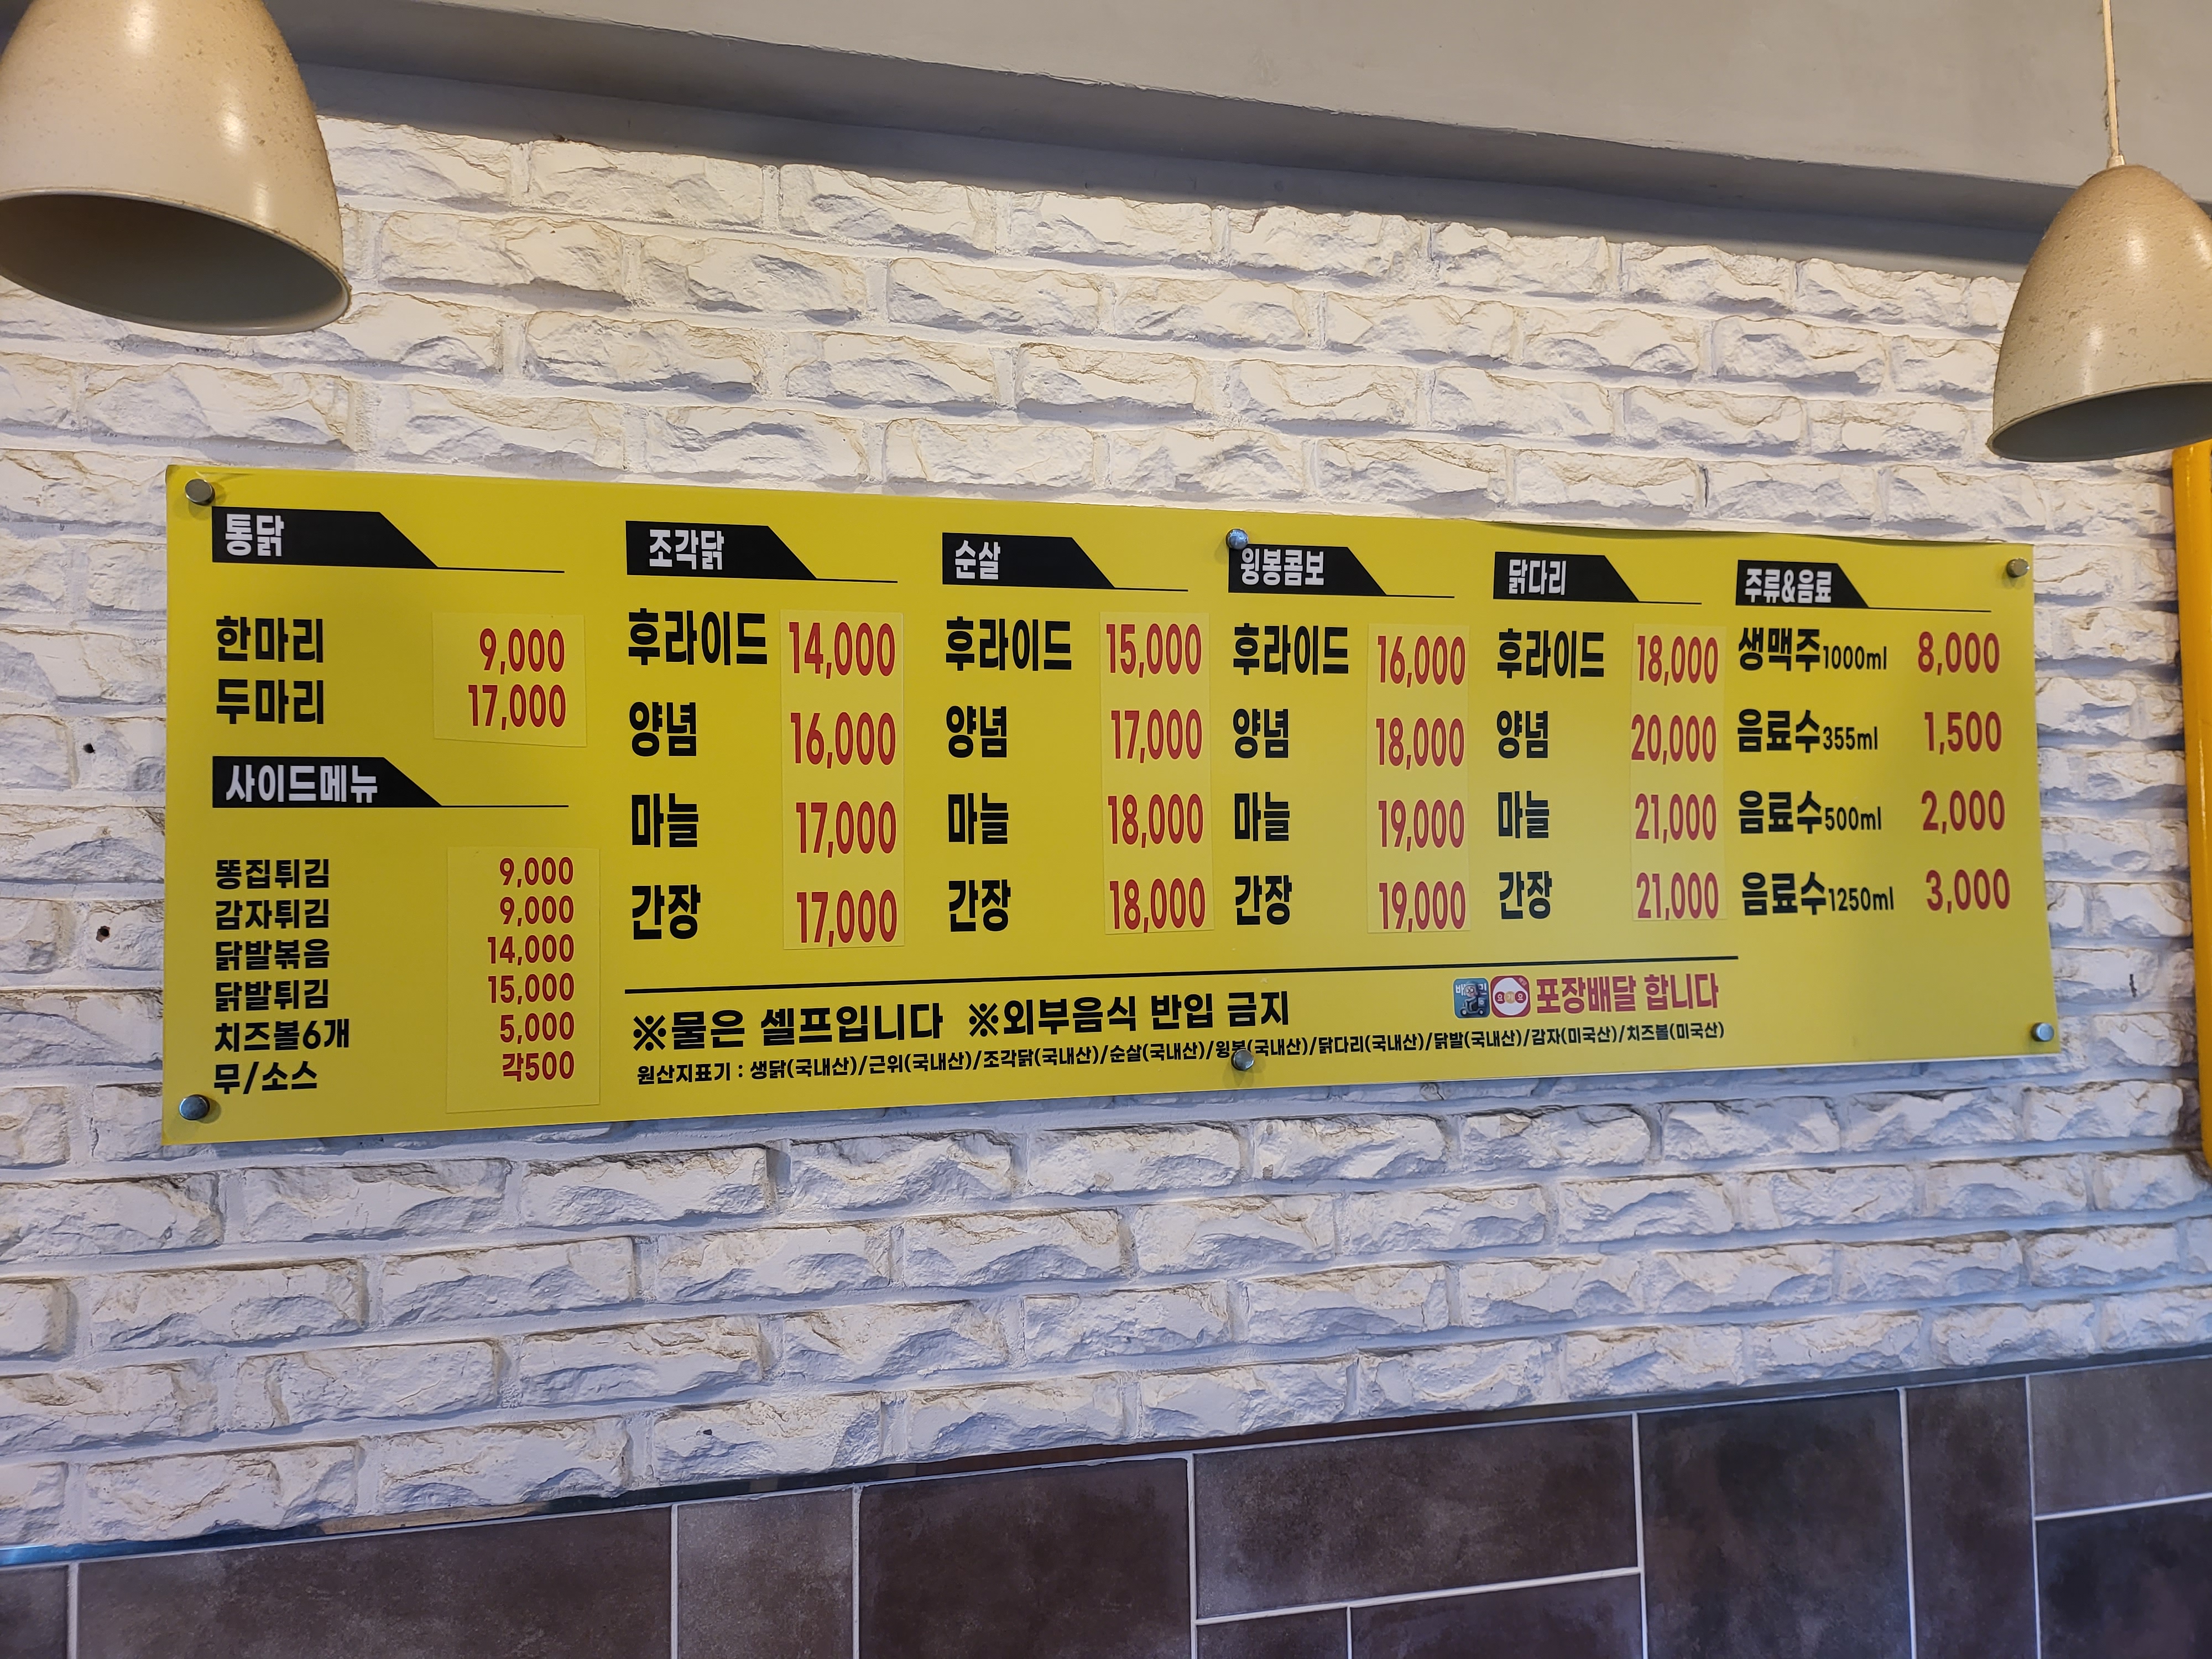 통닭
한마리 9,000
두마리 17,000
사이드메뉴
똥집튀김 9,000
감자튀김 9,000
닭발볶음 14,000
닭발튀김 15,000
치즈볼6개 5,000
무/소스 각500
조각닭
후라이드 14,000
양념 16,000
마늘 17,000
간장 17,000
순살
후라이드 15,000
양념 17,000
마늘 18,000
간장 18,000
윙봉콤보
후라이드 16,000
양념 18,000
마늘 19,000
간장 19,000
닭다리
후라이드 18,000
양념 20,000
마늘 21,000
간장 21,000
주류&음료
생맥주1000ml 8,000
음료수355ml 1,500
음료수500ml 2,000
음료수1250ml 3,000
※물은 셀프입니다 ※외부음식 반입 금지
포장배달 합니다
원산지표기 : 생닭(국내산)/근위(국내산)/조각닭(국내산)/순살(국내산)/윙봉(국내산)/닭다리(국내산)/닭발(국내산)/감자(미국산)/치즈볼(미국산)